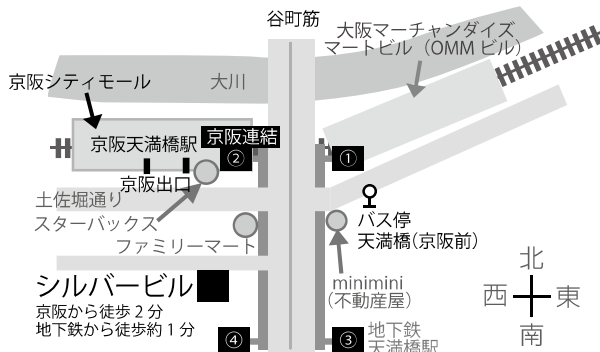 谷町筋
大阪マーチャンダイズ
マートビル（OMM ビル）
京阪シティモール
大川
京阪天満橋駅
京阪連結
②
①
京阪出口
土佐堀通り
スターバックス
ファミリーマート
バス停
天満橋（京阪前）
シルバービル
京阪から徒歩 2 分
地下鉄から徒歩約 1 分
minimini
（不動産屋）
北
西
東
南
④
③
地下鉄
天満橋駅